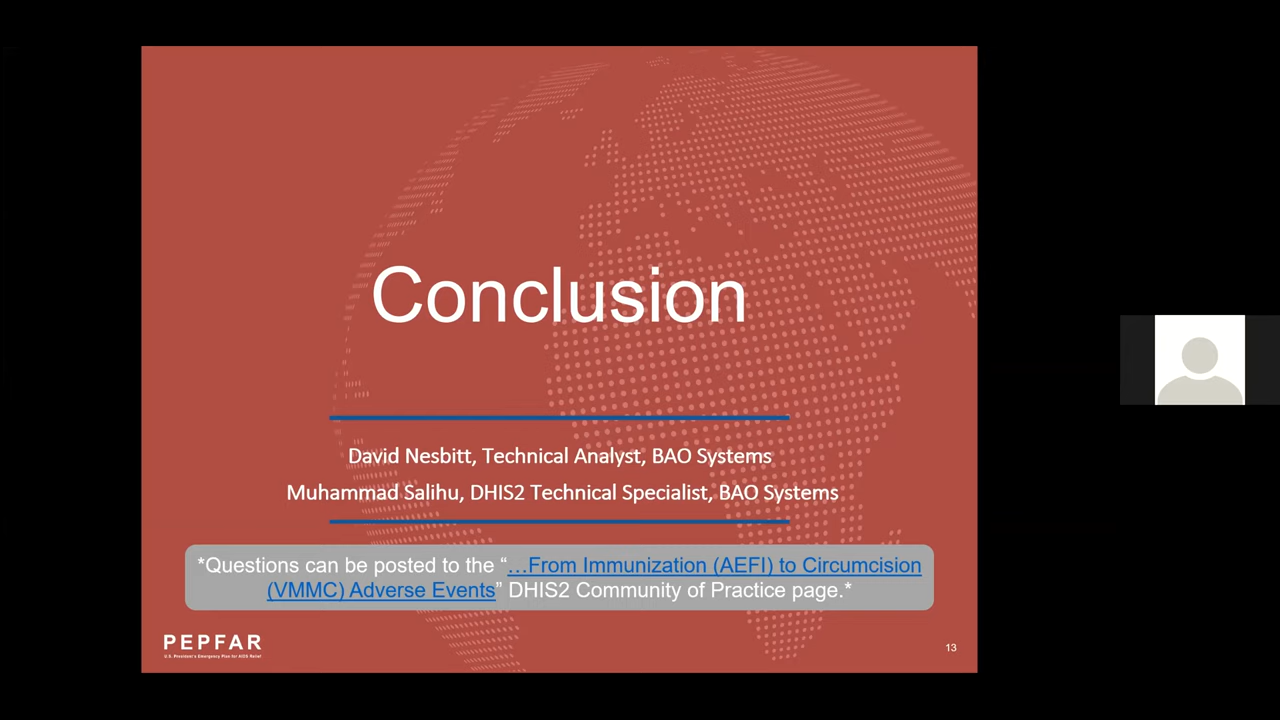 Conclusion
David Nesbitt, Technical Analyst, BAO Systems
Muhammad Salihu, DHIS2 Technical Specialist, BAO Systems
*Questions can be posted to the “…From Immunization (AEFI) to Circumcision
(VMMC) Adverse Events” DHIS2 Community of Practice page.*
PEPFAR
U.S. President's Emergency Plan for AIDS Relief
13